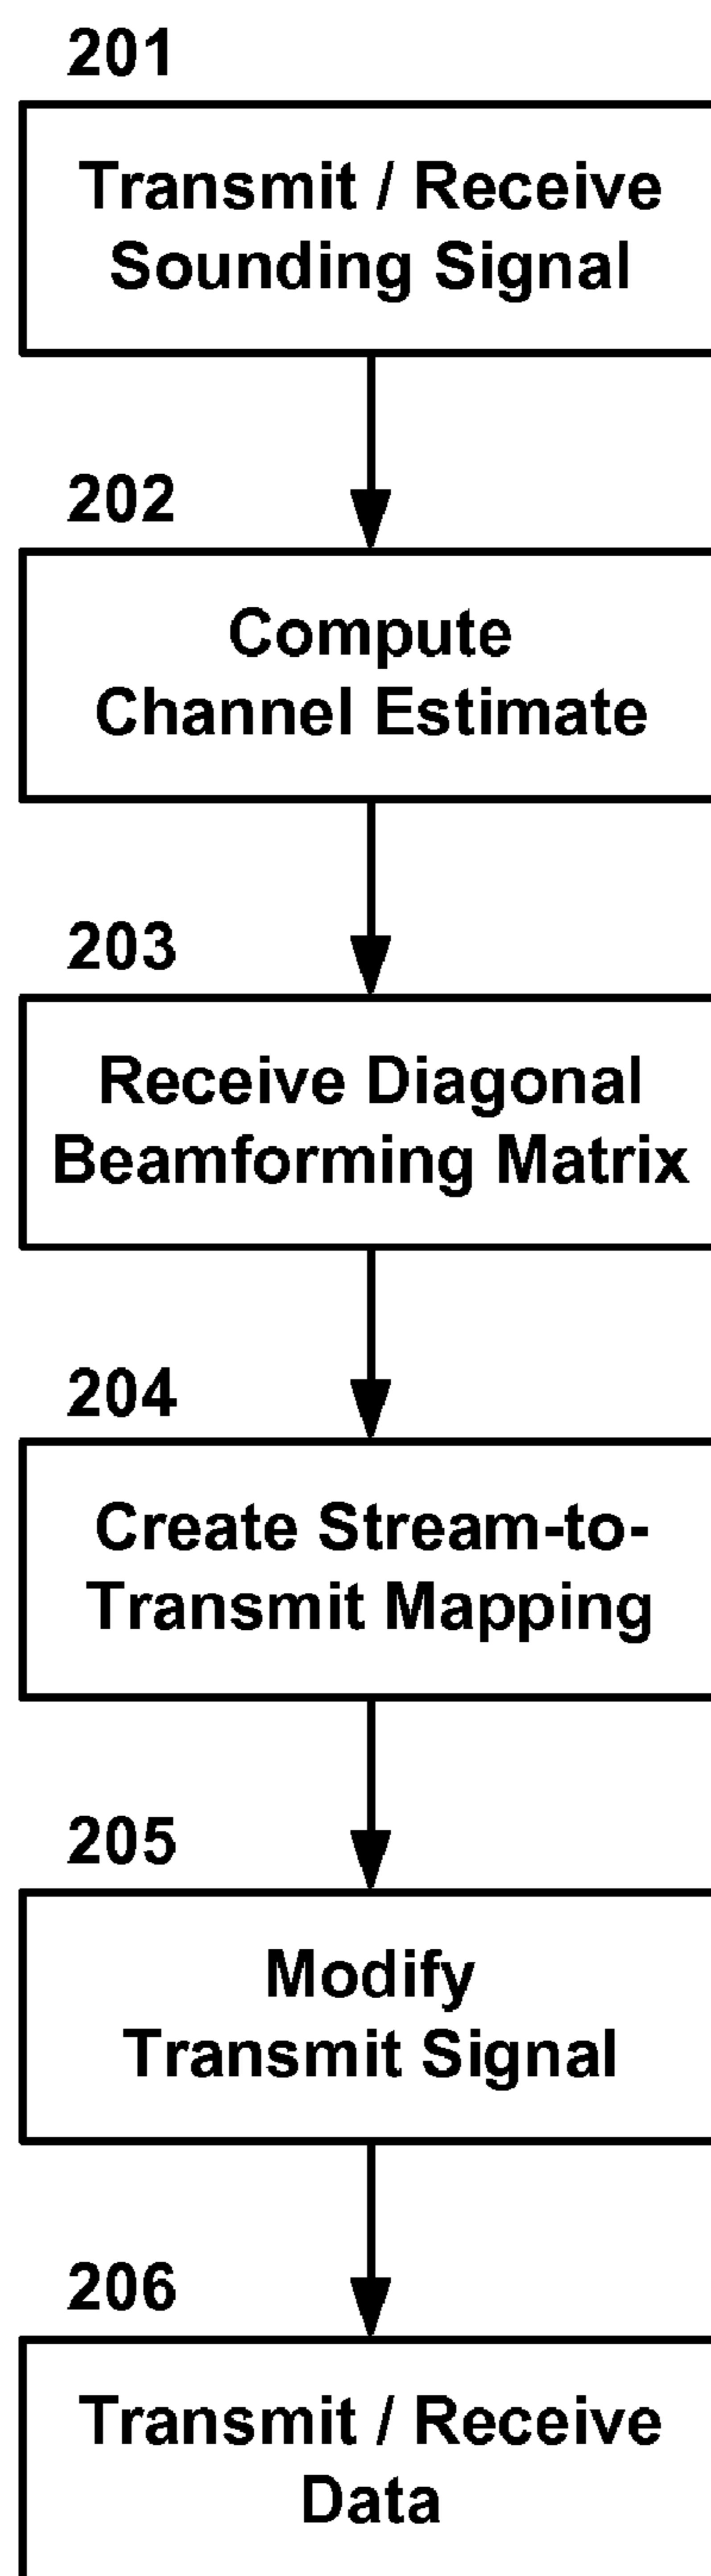 201
Transmit / Receive
Sounding Signal
202
Compute
Channel Estimate
203
Receive Diagonal
Beamforming Matrix
204
Create Stream-to-
Transmit Mapping
205
Modify
Transmit Signal
206
Transmit / Receive
Data